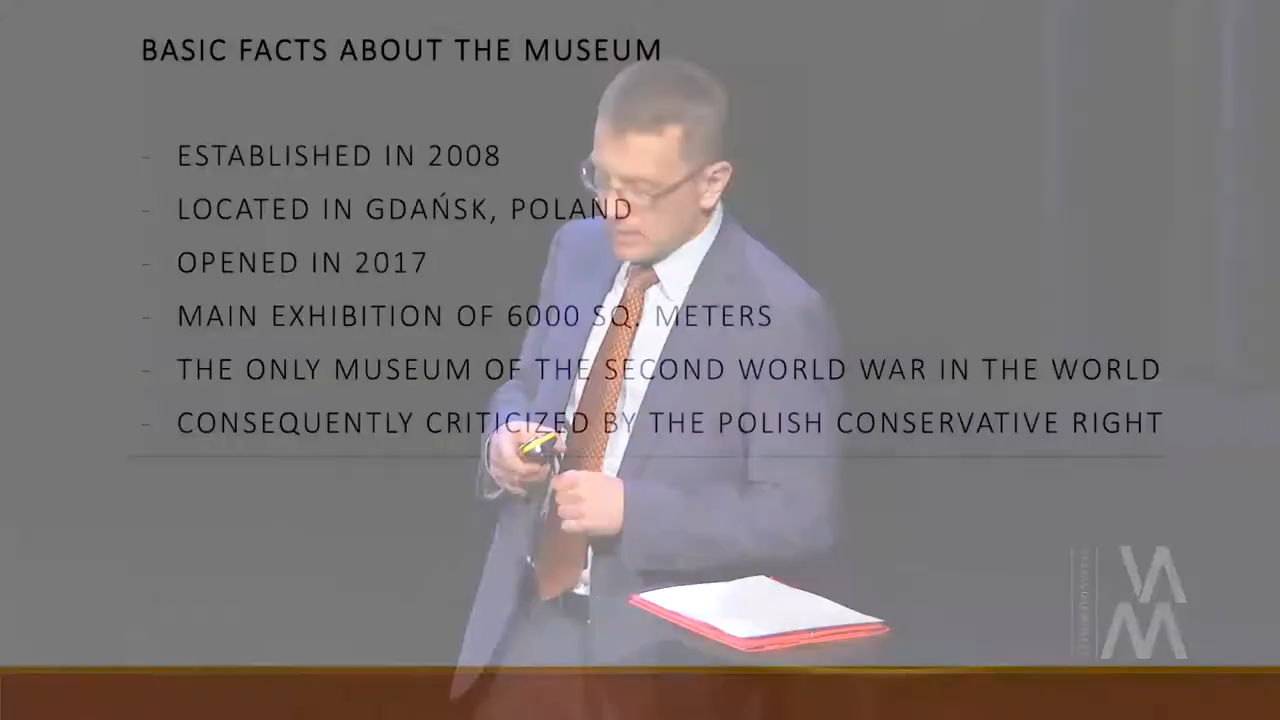 BASIC FACTS ABOUT THE MUSEUM
- ESTABLISHED IN 2008
- LOCATED IN GDAŃSK, POLAND
- OPENED IN 2017
- MAIN EXHIBITION OF 6000 SQ. METERS
- THE ONLY MUSEUM OF THE SECOND WORLD WAR IN THE WORLD
- CONSEQUENTLY CRITICIZED BY THE POLISH CONSERVATIVE RIGHT